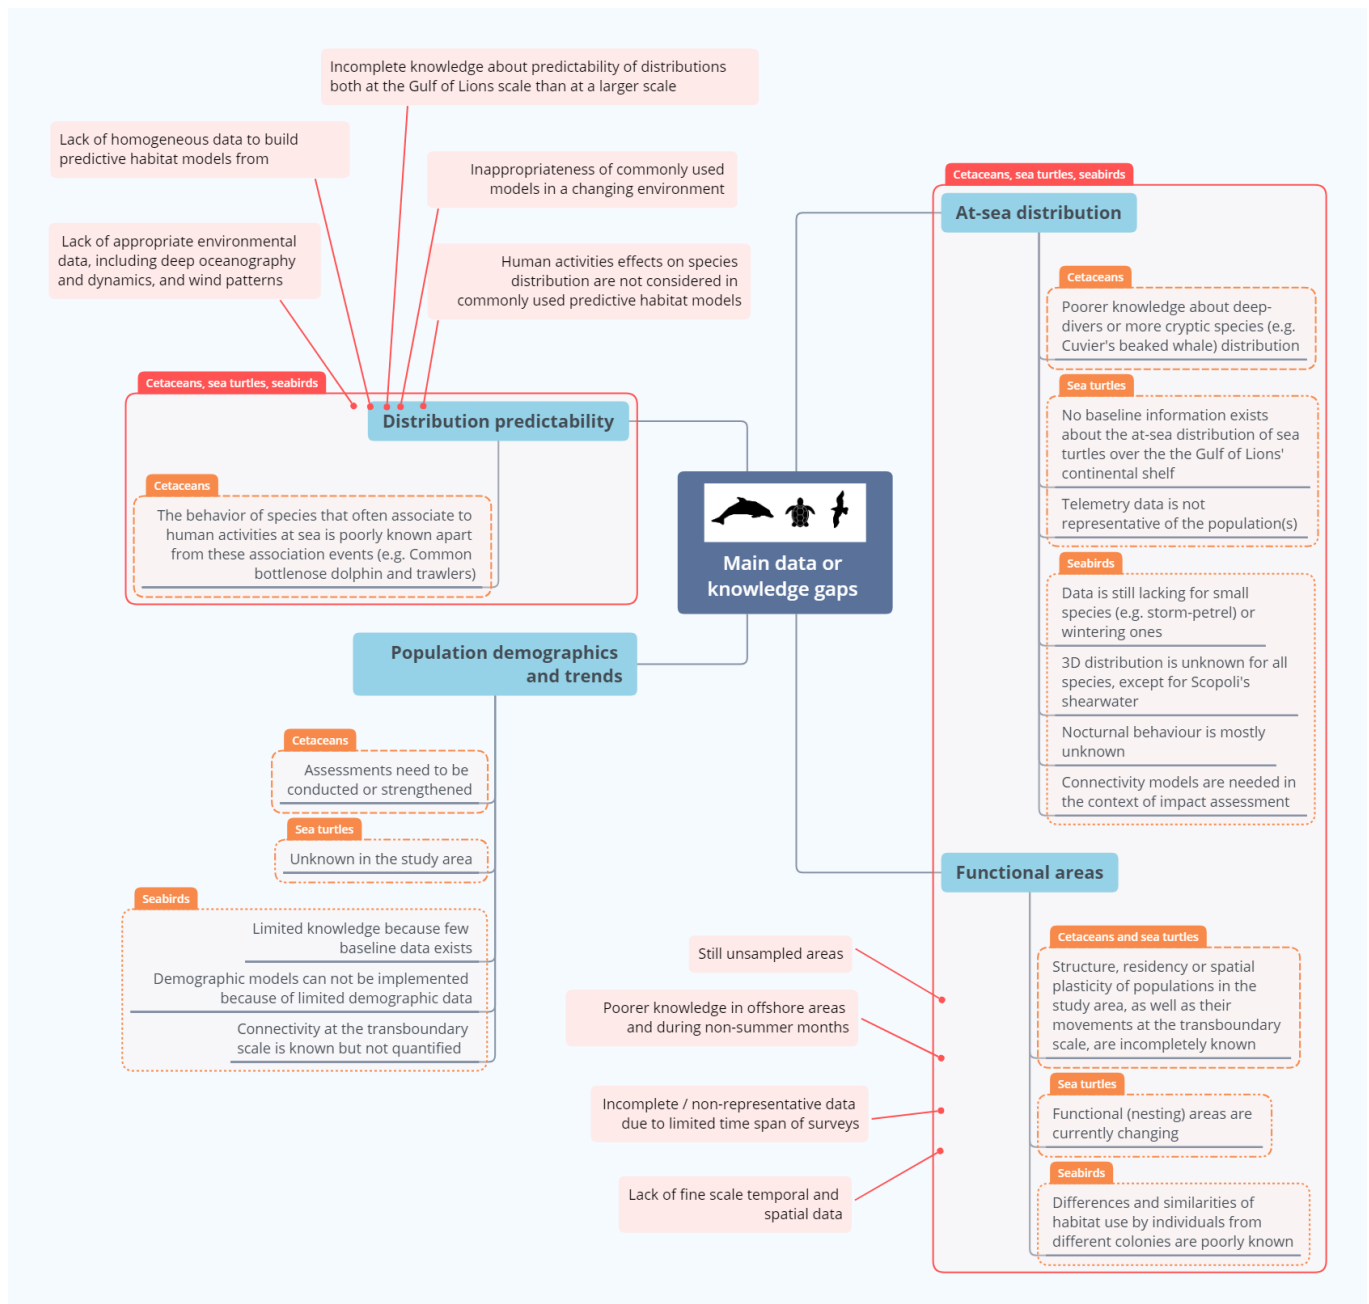 Incomplete knowledge about predictability of distributions
both at the Gulf of Lions scale than at a larger scale
Lack of homogeneous data to build
predictive habitat models from
Inappropriateness of commonly used
models in a changing environment
Lack of appropriate environmental
data, including deep oceanography
and dynamics, and wind patterns
Human activities effects on species
distribution are not considered in
commonly used predictive habitat models
Cetaceans, sea turtles, seabirds
Distribution predictability
Cetaceans
The behavior of species that often associate to
human activities at sea is poorly known apart
from these association events (e.g. Common
bottlenose dolphin and trawlers)
Main data or
knowledge gaps
Population demographics
and trends
Cetaceans
Assessments need to be
conducted or strengthened
Sea turtles
Unknown in the study area
Seabirds
Limited knowledge because few
baseline data exists
Demographic models can not be implemented
because of limited demographic data
Connectivity at the transboundary
scale is known but not quantified
Cetaceans, sea turtles, seabirds
At-sea distribution
Cetaceans
Poorer knowledge about deep-
divers or more cryptic species (e.g.
Cuvier's beaked whale) distribution
Sea turtles
No baseline information exists
about the at-sea distribution of sea
turtles over the the Gulf of Lions'
continental shelf
Telemetry data is not
representative of the population(s)
Seabirds
Data is still lacking for small
species (e.g. storm-petrel) or
wintering ones
3D distribution is unknown for all
species, except for Scopoli's
shearwater
Nocturnal behaviour is mostly
unknown
Connectivity models are needed in
the context of impact assessment
Functional areas
Cetaceans and sea turtles
Structure, residency or spatial
plasticity of populations in the
study area, as well as their
movements at the transboundary
scale, are incompletely known
Sea turtles
Functional (nesting) areas are
currently changing
Seabirds
Differences and similarities of
habitat use by individuals from
different colonies are poorly known
Still unsampled areas
Poorer knowledge in offshore areas
and during non-summer months
Incomplete / non-representative data
due to limited time span of surveys
Lack of fine scale temporal and
spatial data